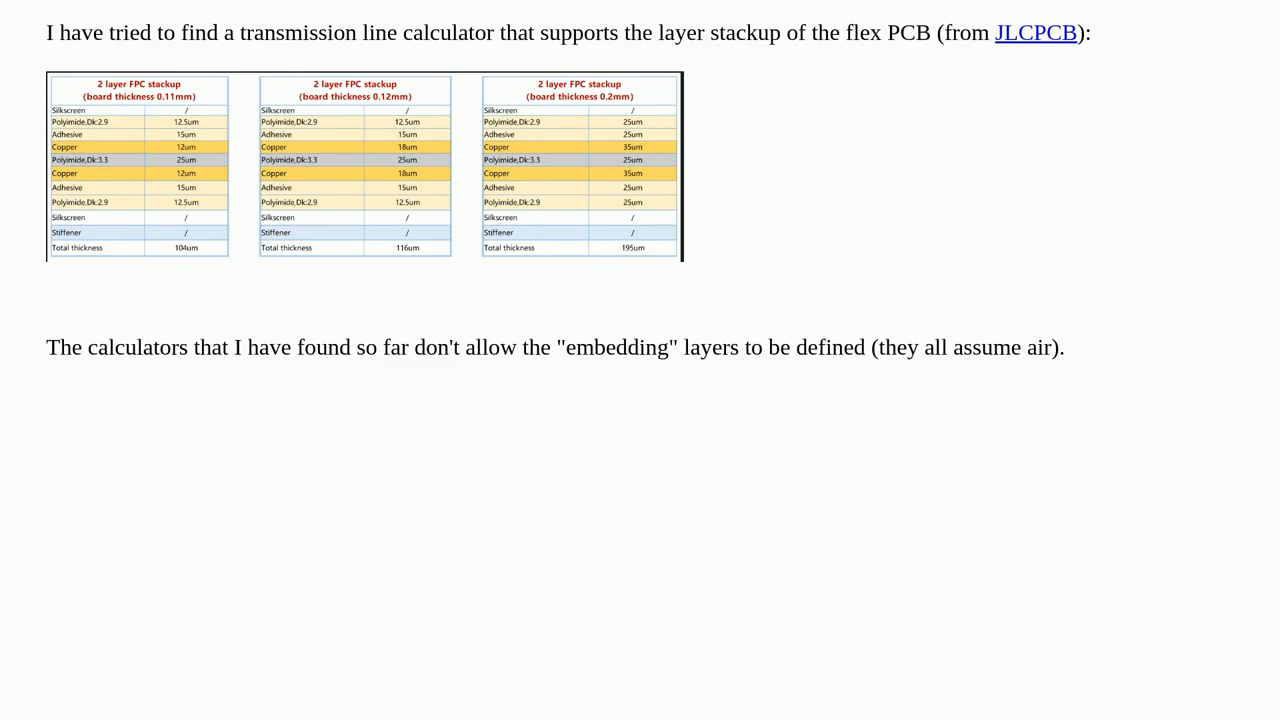 I have tried to find a transmission line calculator that supports the layer stackup of the flex PCB (from JLCPCB):
2 layer FPC stackup
(board thickness 0.11mm)
Silkscreen /
Polyimide,Dk:2.9 12.5um
Adhesive 15um
Copper 12um
Polyimide,Dk:3.3 25um
Copper 12um
Adhesive 15um
Polyimide,Dk:2.9 12.5um
Silkscreen /
Stiffener /
Total thickness 104um
2 layer FPC stackup
(board thickness 0.12mm)
Silkscreen /
Polyimide,Dk:2.9 12.5um
Adhesive 15um
Copper 18um
Polyimide,Dk:3.3 25um
Copper 18um
Adhesive 15um
Polyimide,Dk:2.9 12.5um
Silkscreen /
Stiffener /
Total thickness 116um
2 layer FPC stackup
(board thickness 0.2mm)
Silkscreen /
Polyimide,Dk:2.9 25um
Adhesive 25um
Copper 35um
Polyimide,Dk:3.3 25um
Copper 35um
Adhesive 25um
Polyimide,Dk:2.9 25um
Silkscreen /
Stiffener /
Total thickness 195um
The calculators that I have found so far don't allow the "embedding" layers to be defined (they all assume air).